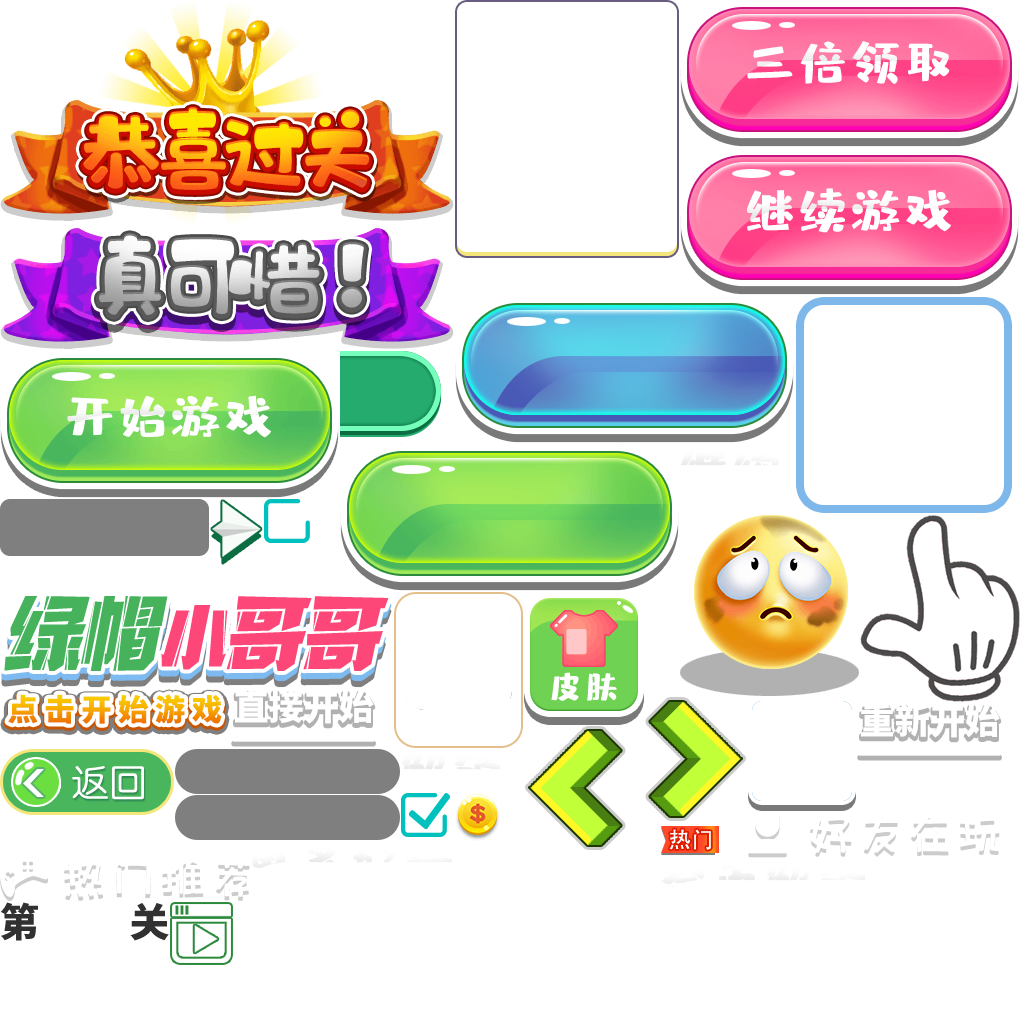 恭喜过关
三倍领取
继续游戏
真可惜！
开始游戏
绿帽小哥哥
皮肤
点击开始游戏
直接开始
重新开始
返回
热门
好友在玩
热门推荐
第 关